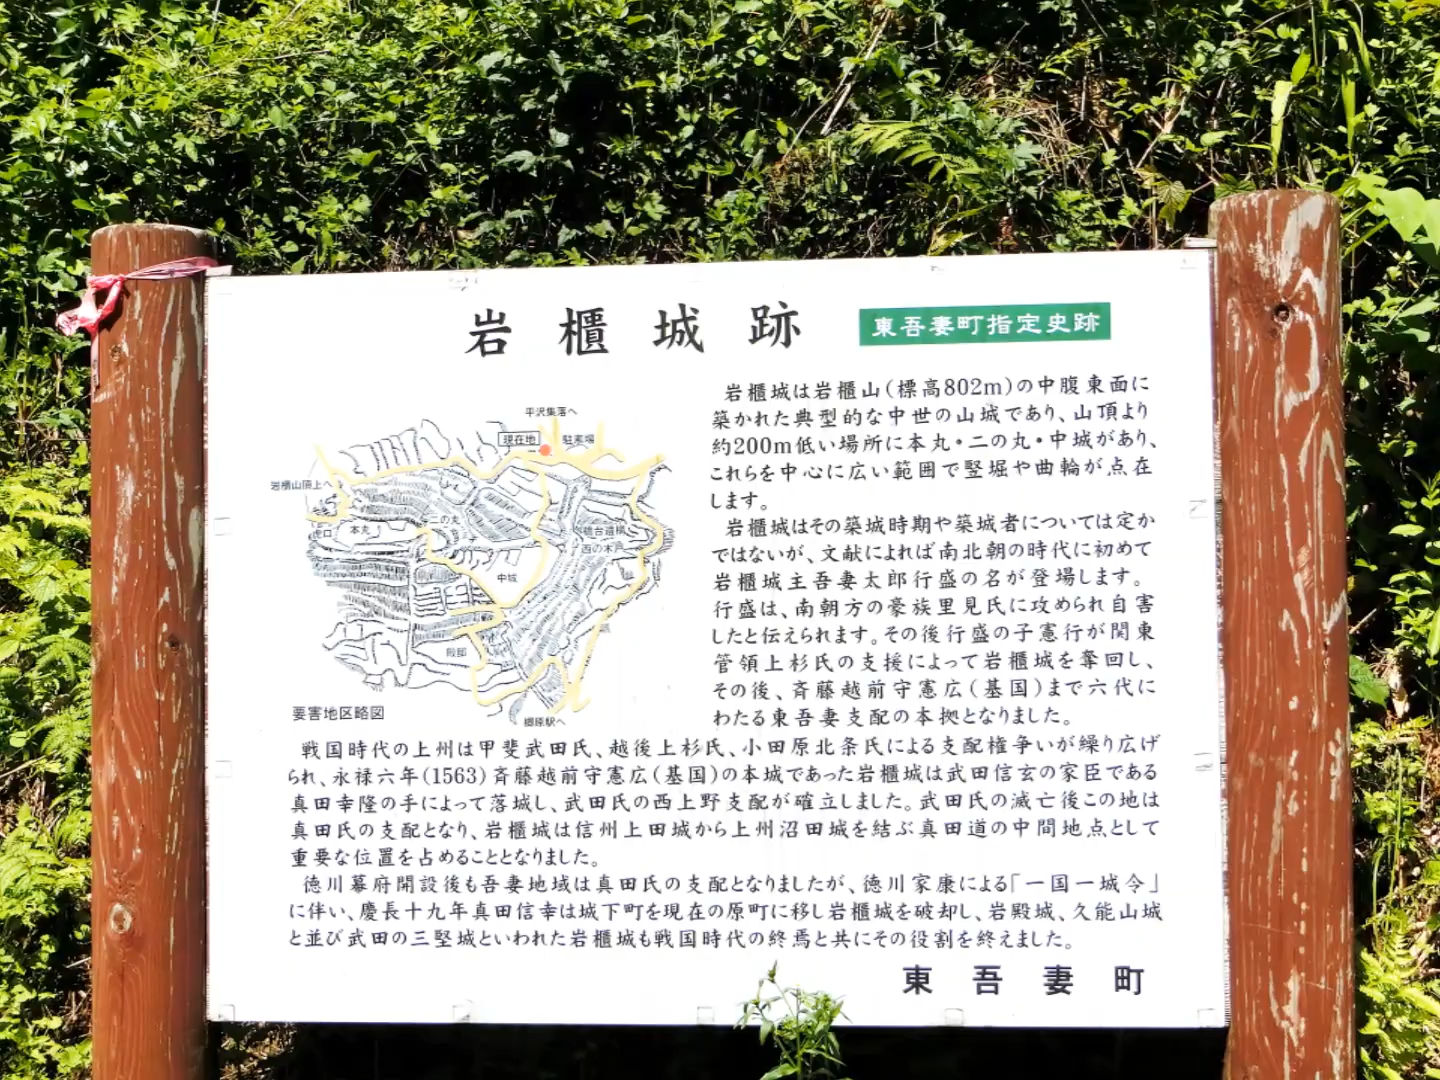 岩櫃城跡
東吾妻町指定史跡
岩櫃城は岩櫃山(標高802m)の中腹東面に
築かれた典型的な中世の山城であり、山頂より
約200m低い場所に本丸・二の丸・中城があり、
これらを中心に広い範囲で竪堀や曲輪が点在
します。
岩櫃城はその築城時期や築城者については定か
ではないが、文献によれば南北朝の時代に初めて
岩櫃城主吾妻太郎行盛の名が登場します。
行盛は、南朝方の豪族里見氏に攻められ自害
したと伝えられます。その後行盛の子憲行が関東
管領上杉氏の支援によって岩櫃城を奪回し、
その後、斉藤越前守憲広(基国)まで六代に
わたる東吾妻支配の本拠となりました。
平沢集落へ
現在地
駐車場
岩櫃山頂上へ
二の丸
本丸
中城
殿邸
郷原駅へ
要害地区略図
戦国時代の上州は甲斐武田氏、越後上杉氏、小田原北条氏による支配権争いが繰り広げ
られ、永禄六年(1563)斉藤越前守憲広(基国)の本城であった岩櫃城は武田信玄の家臣である
真田幸隆の手によって落城し、武田氏の西上野支配が確立しました。武田氏の滅亡後この地は
真田氏の支配となり、岩櫃城は信州上田城から上州沼田城を結ぶ真田道の中間地点として
重要な位置を占めることとなりました。
徳川幕府開設後も吾妻地域は真田氏の支配となりましたが、徳川家康による「一国一城令」
に伴い、慶長十九年真田信幸は城下町を現在の原町に移し岩櫃城を破却し、岩殿城、久能山城
と並び武田の三堅城といわれた岩櫃城も戦国時代の終焉と共にその役割を終えました。
東吾妻町